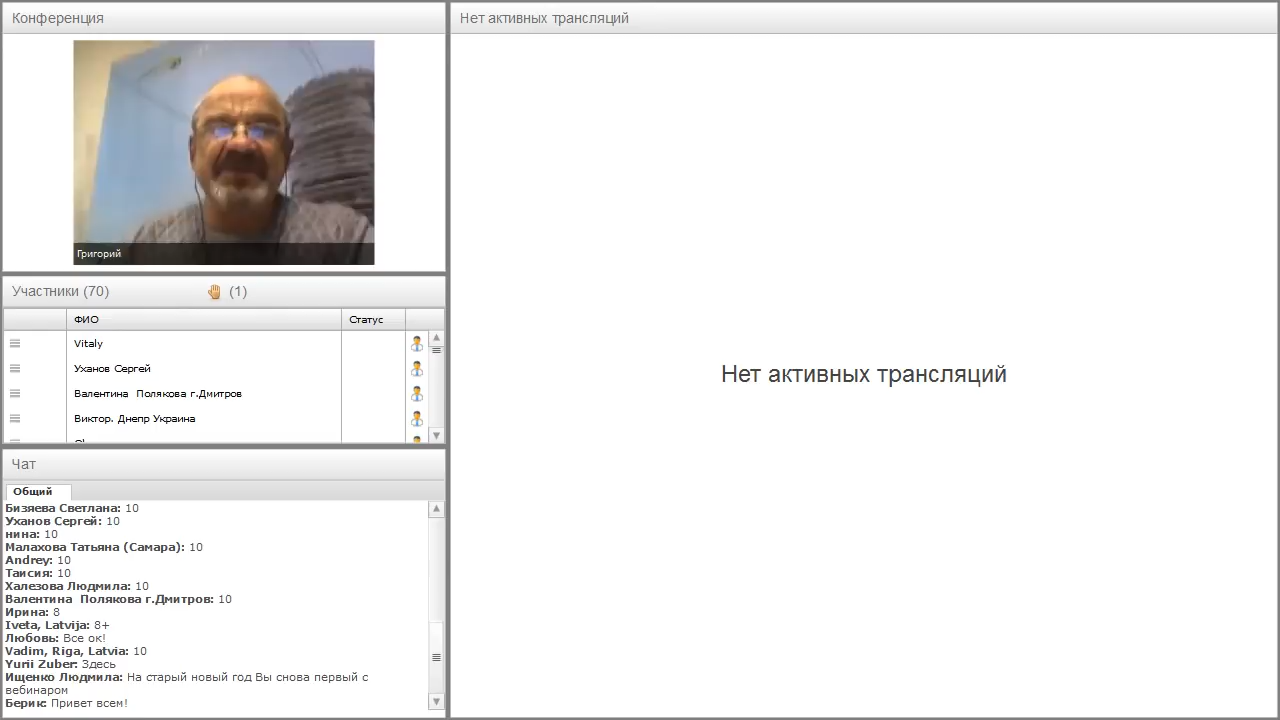 Конференция
Григорий
Участники (70) (1)
ФИО Статус
Vitaly
Уханов Сергей
Валентина Полякова г.Дмитров
Виктор. Днепр Украина
Чат
Общий
Бизяева Светлана: 10
Уханов Сергей: 10
нина: 10
Малахова Татьяна (Самара): 10
Andrey: 10
Таисия: 10
Халезова Людмила: 10
Валентина Полякова г.Дмитров: 10
Ирина: 8
Iveta, Latvija: 8+
Любовь: Все ок!
Vadim, Riga, Latvia: 10
Yurii Zuber: Здесь
Ищенко Людмила: На старый новый год Вы снова первый с
вебинаром
Берик: Привет всем!
Нет активных трансляций
Нет активных трансляций